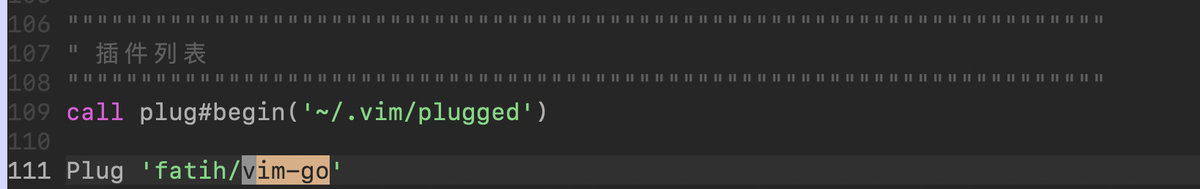 106 """"""""""""""""""""""""""""""""""""""""""""""""""""""""""""""""""""""
107 " 插件列表
108 """"""""""""""""""""""""""""""""""""""""""""""""""""""""""""""""""""""
109 call plug#begin('~/.vim/plugged')
110
111 Plug 'fatih/vim-go'